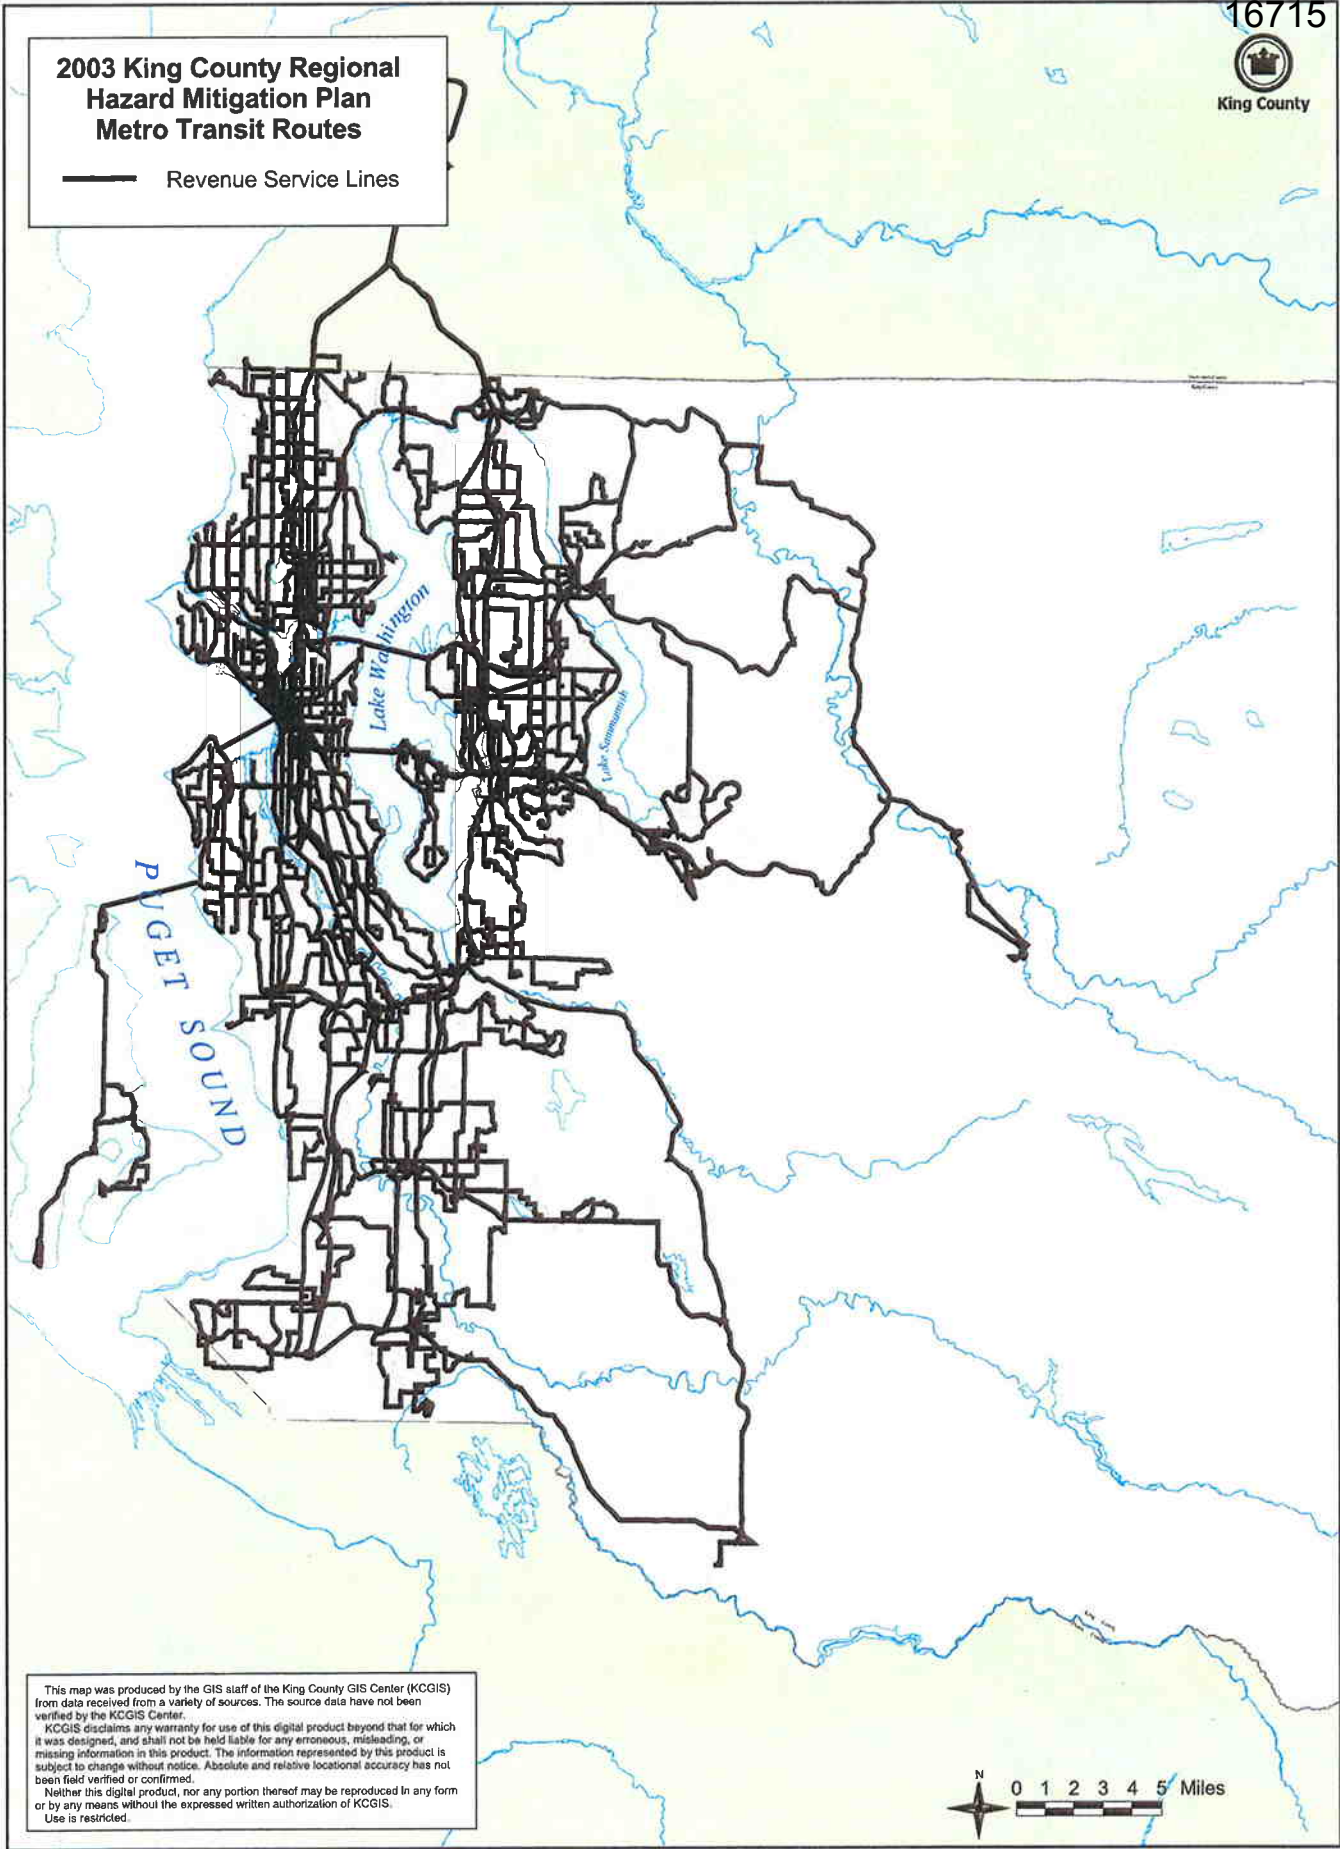 16715
2003 King County Regional
Hazard Mitigation Plan
Metro Transit Routes
Revenue Service Lines
King County
Lake Washington
Lake Sammamish
PUGET SOUND
This map was produced by the GIS staff of the King County GIS Center (KCGIS)
from data received from a variety of sources. The source data have not been
verified by the KCGIS Center.
KCGIS disclaims any warranty for use of this digital product beyond that for which
it was designed, and shall not be held liable for any erroneous, misleading, or
missing information in this product. The information represented by this product is
subject to change without notice. Absolute and relative locational accuracy has not
been field verified or confirmed.
Neither this digital product, nor any portion thereof may be reproduced in any form
or by any means without the expressed written authorization of KCGIS.
Use is restricted.
N
0 1 2 3 4 5 Miles